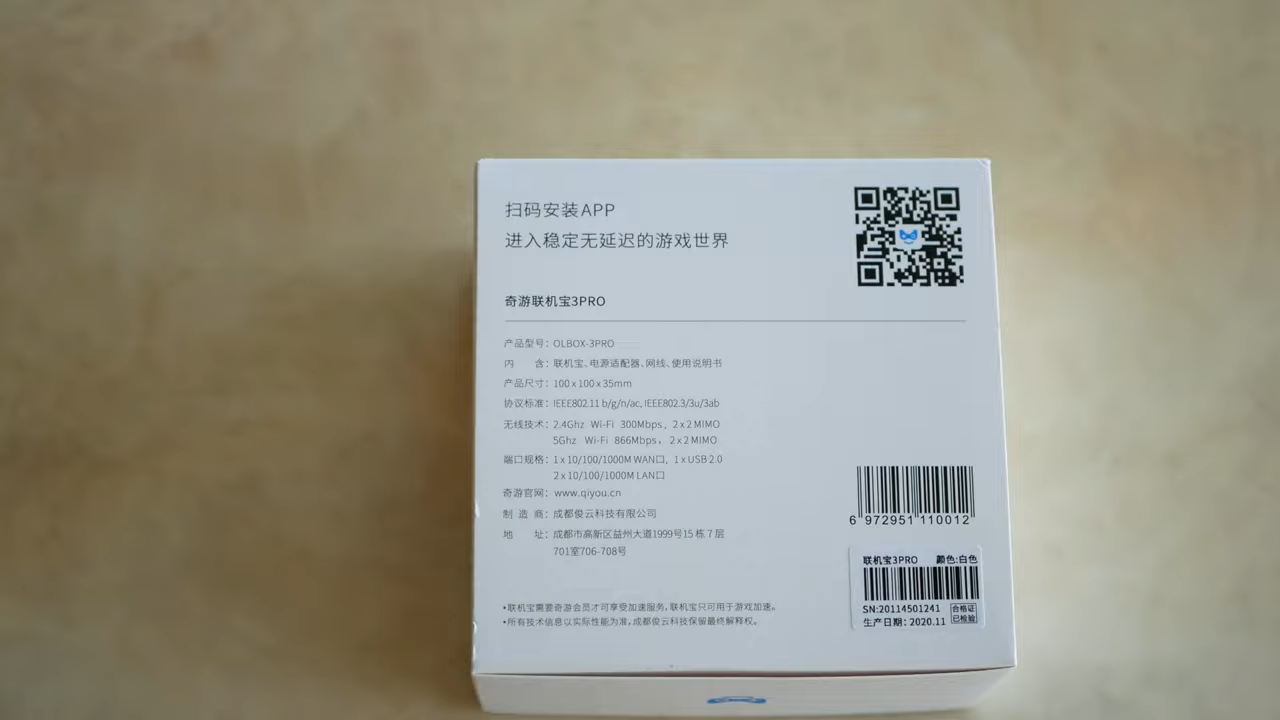 扫码安装APP
进入稳定无延迟的游戏世界
奇游联机宝3PRO
产品型号：OLBOX-3PRO
内 含：联机宝、电源适配器、网线、使用说明书
产品尺寸：100x100x35mm
协议标准：IEEE802.11 b/g/n/ac, IEEE802.3/3u/3ab
无线技术：2.4Ghz Wi-Fi 300Mbps, 2x2 MIMO
5Ghz Wi-Fi 866Mbps, 2x2 MIMO
端口规格：1x10/100/1000M WAN口, 1xUSB 2.0
2x10/100/1000M LAN口
奇游官网：www.qiyou.cn
制 造 商：成都俊云科技有限公司
地 址：成都市高新区益州大道1999号15栋7层
701室706-708号
•联机宝需要奇游会员才可享受加速服务，联机宝只可用于游戏加速。
•所有技术信息以实际性能为准，成都俊云科技保留最终解释权。
6 972951 110012
联机宝3PRO 颜色：白色
SN:20114501241
生产日期：2020.11
合格证
已检验